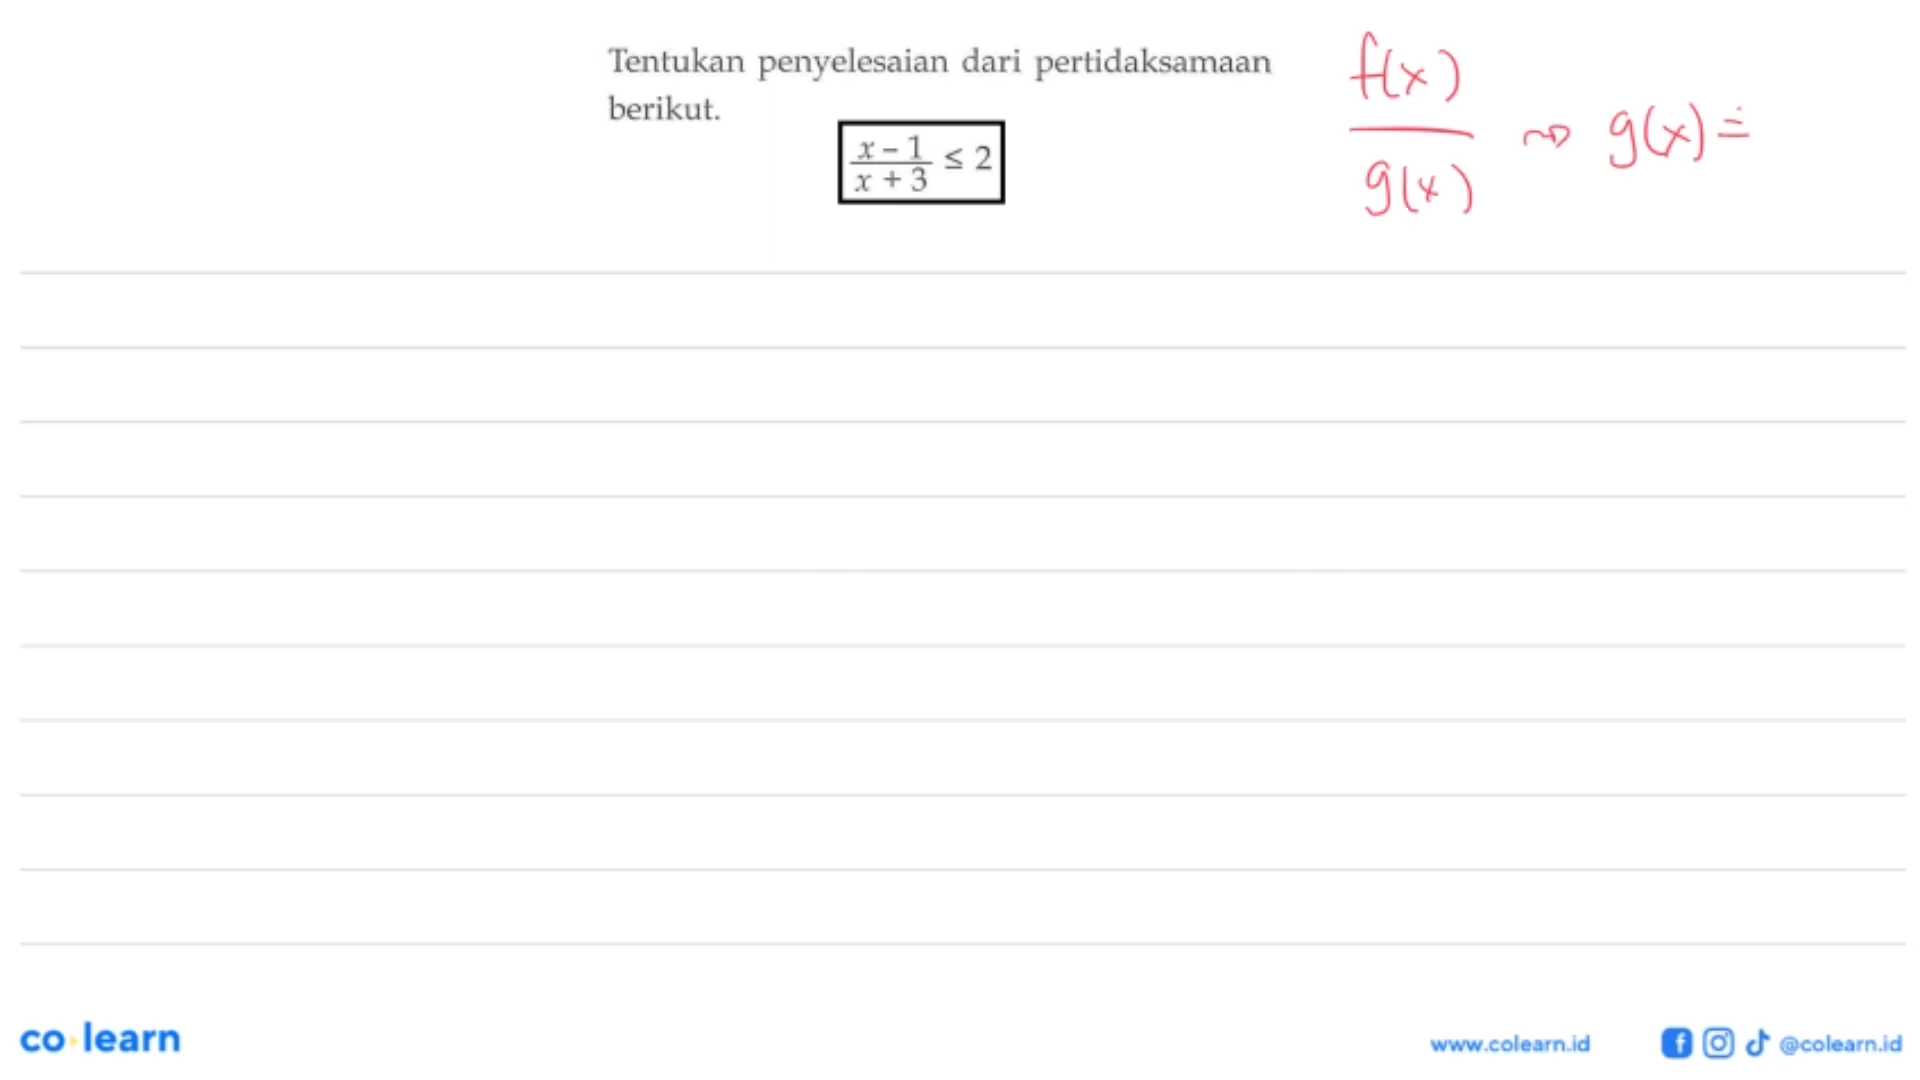 Tentukan penyelesaian dari pertidaksamaan
berikut.
x - 1
x + 3
≤ 2
f(x)
g(x)
⇝ g(x) ≐
co learn
www.colearn.id
@colearn.id